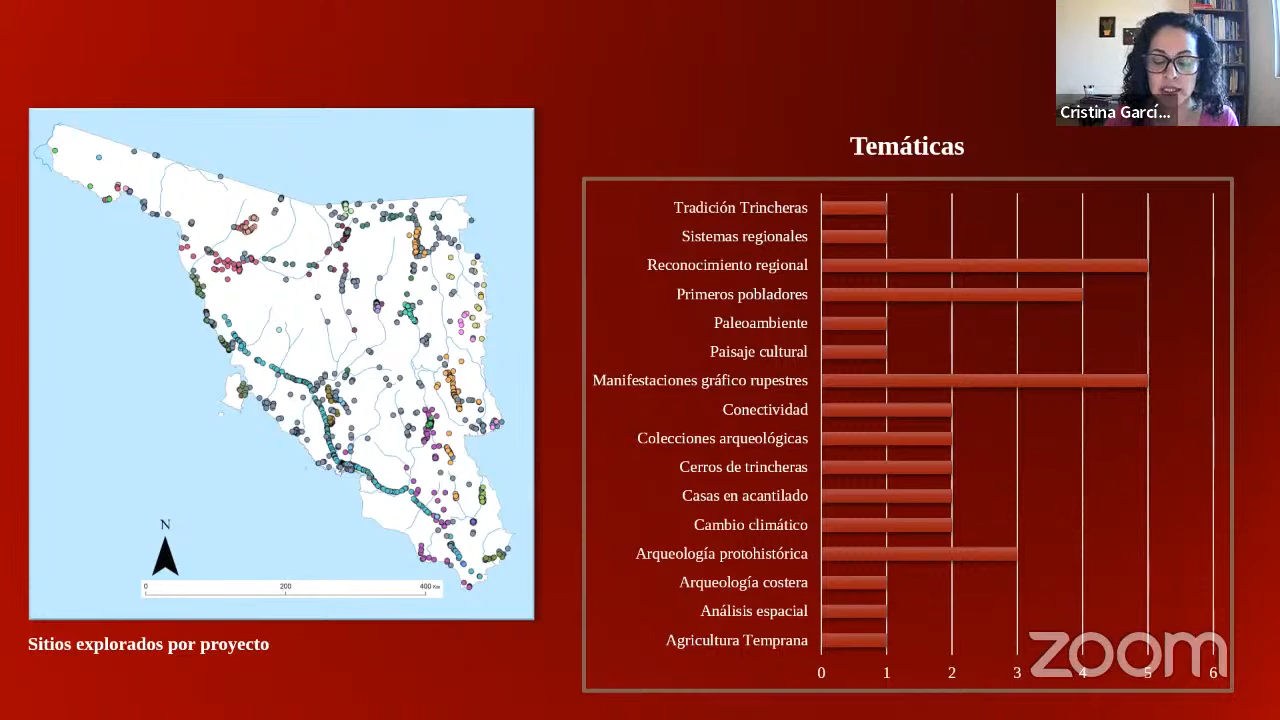 Cristina Garcí...
Temáticas
Tradición Trincheras
Sistemas regionales
Reconocimiento regional
Primeros pobladores
Paleoambiente
Paisaje cultural
Manifestaciones gráfico rupestres
Conectividad
Colecciones arqueológicas
Cerros de trincheras
Casas en acantilado
Cambio climático
Arqueología protohistórica
Arqueología costera
Análisis espacial
Agricultura Temprana
0 1 2 3 4 5 6
N
0 200 400 Km
Sitios explorados por proyecto
zoom